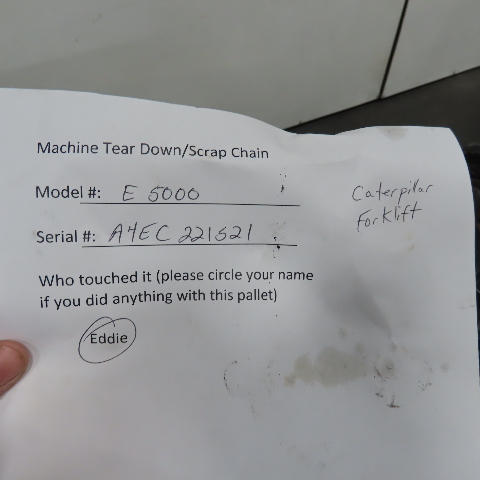 Machine Tear Down/Scrap Chain
Model #: E 5000
Caterpillar
Forklift
Serial #: A4EC 221521
Who touched it (please circle your name
if you did anything with this pallet)
Eddie